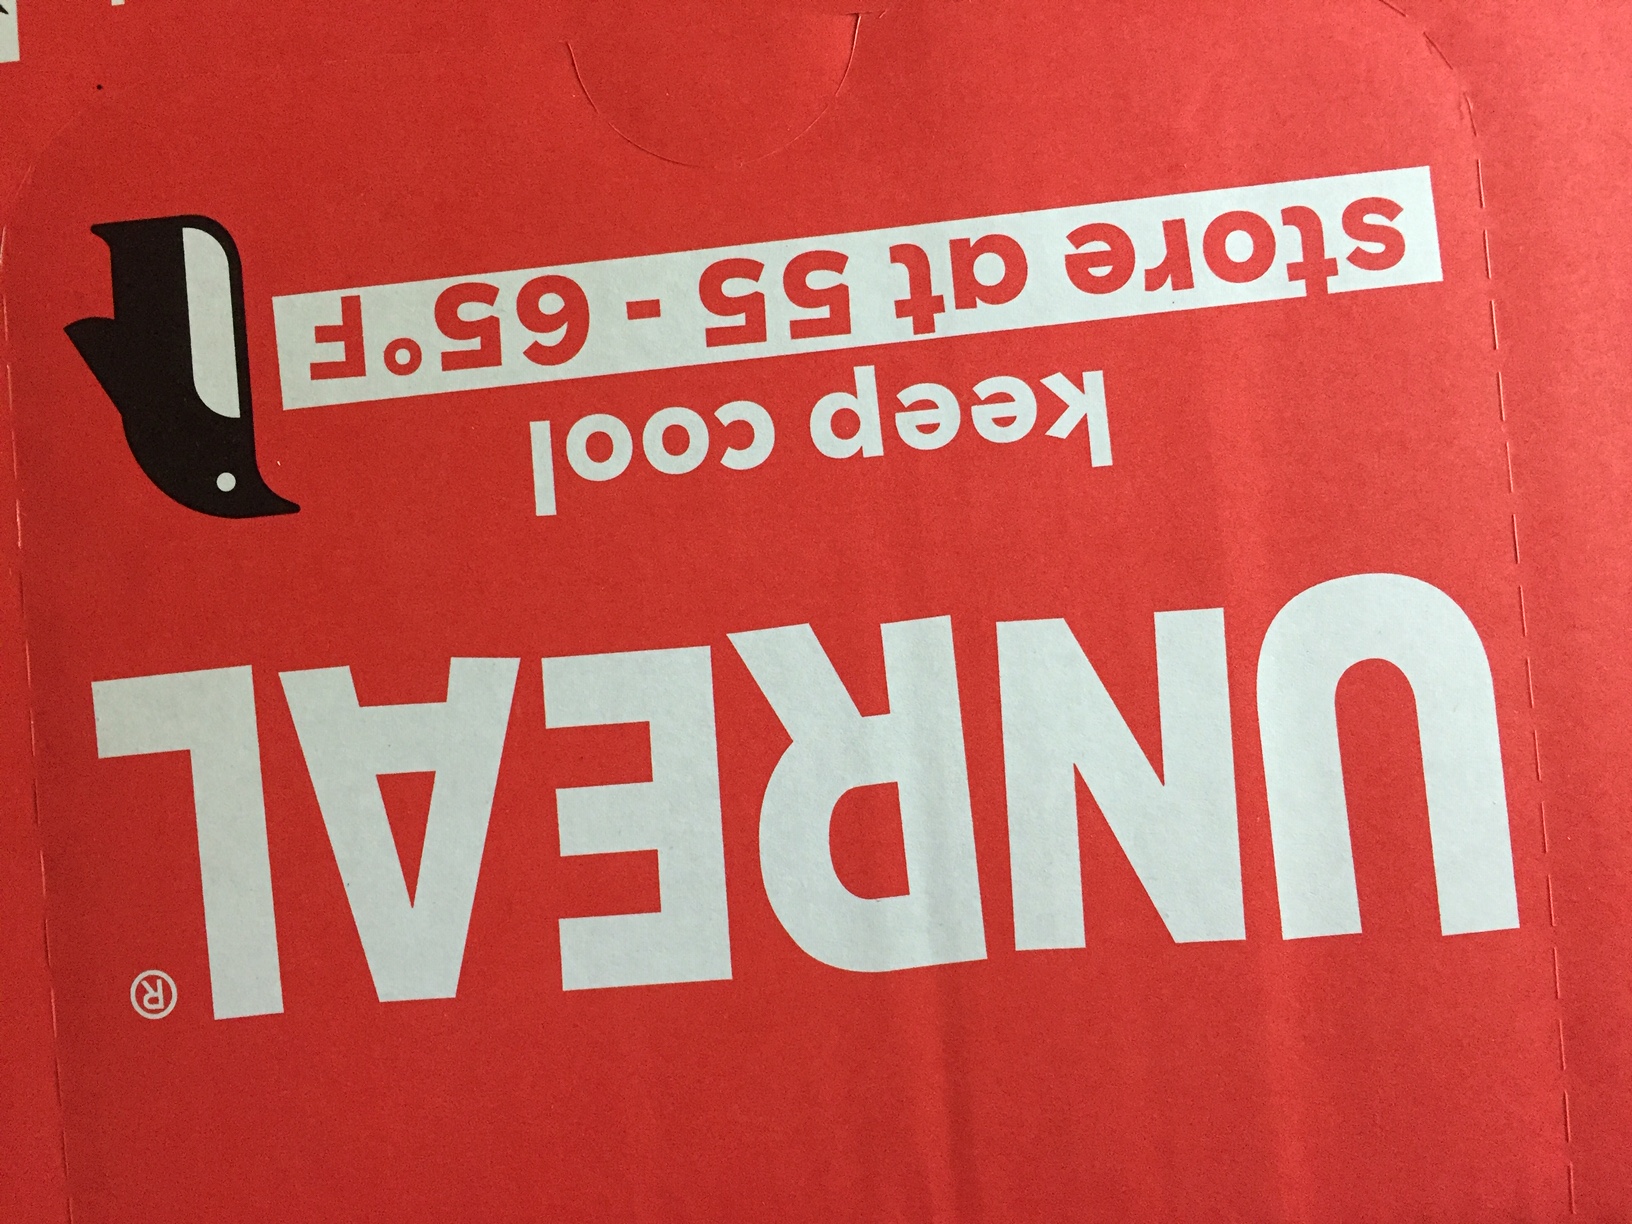 UNREAL®
keep cool
store at 55 - 65°F